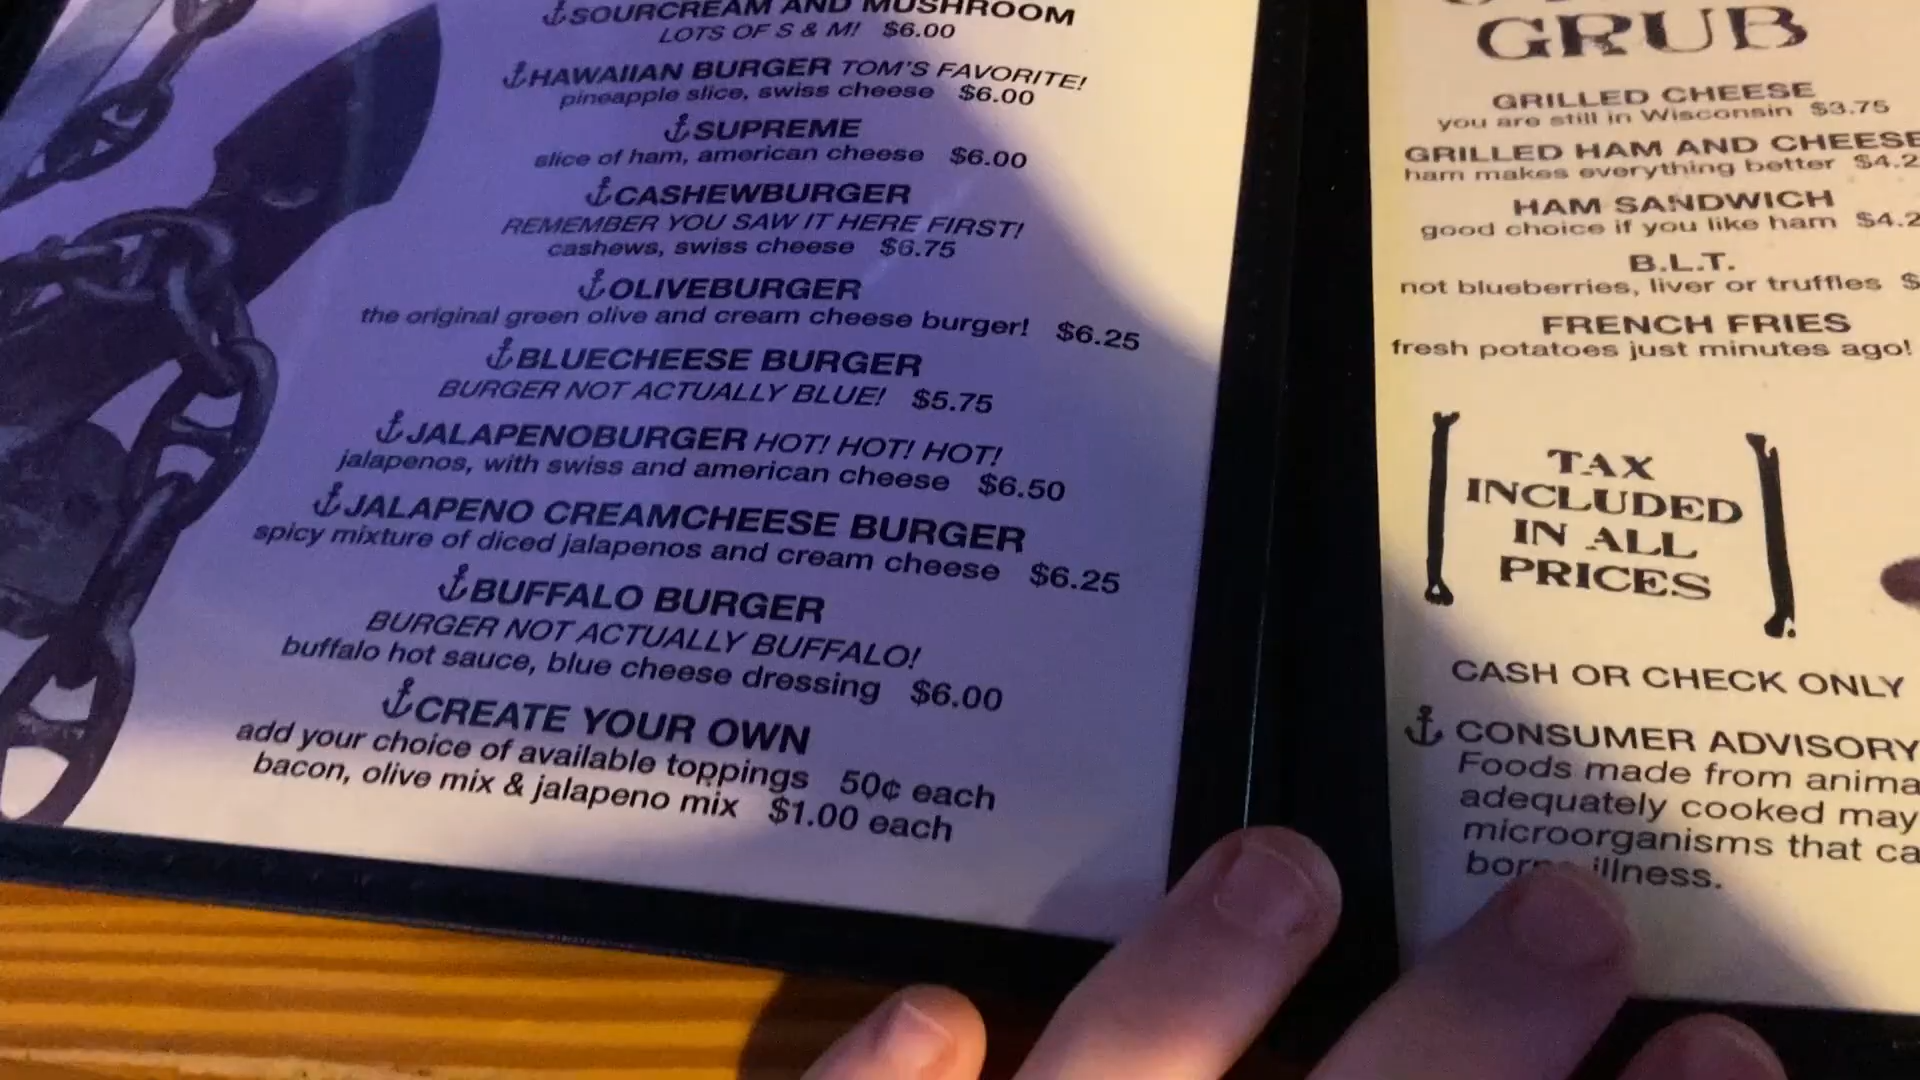 SOURCREAM AND MUSHROOM
LOTS OF S & M! $6.00
HAWAIIAN BURGER TOM'S FAVORITE!
pineapple slice, swiss cheese $6.00
SUPREME
slice of ham, american cheese $6.00
CASHEWBURGER
REMEMBER YOU SAW IT HERE FIRST!
cashews, swiss cheese $6.75
OLIVEBURGER
the original green olive and cream cheese burger! $6.25
BLUECHEESE BURGER
BURGER NOT ACTUALLY BLUE! $5.75
JALAPENOBURGER HOT! HOT! HOT!
jalapenos, with swiss and american cheese $6.50
JALAPENO CREAMCHEESE BURGER
spicy mixture of diced jalapenos and cream cheese $6.25
BUFFALO BURGER
BURGER NOT ACTUALLY BUFFALO!
buffalo hot sauce, blue cheese dressing $6.00
CREATE YOUR OWN
add your choice of available toppings 50¢ each
bacon, olive mix & jalapeno mix $1.00 each
GRUB
GRILLED CHEESE
you are still in Wisconsin $3.75
GRILLED HAM AND CHEESE
ham makes everything better $4.2
HAM SANDWICH
good choice if you like ham $4.2
B.L.T.
not blueberries, liver or truffles $
FRENCH FRIES
fresh potatoes just minutes ago!
TAX
INCLUDED
IN ALL
PRICES
CASH OR CHECK ONLY
CONSUMER ADVISORY
Foods made from anima
adequately cooked may
microorganisms that ca
illness.